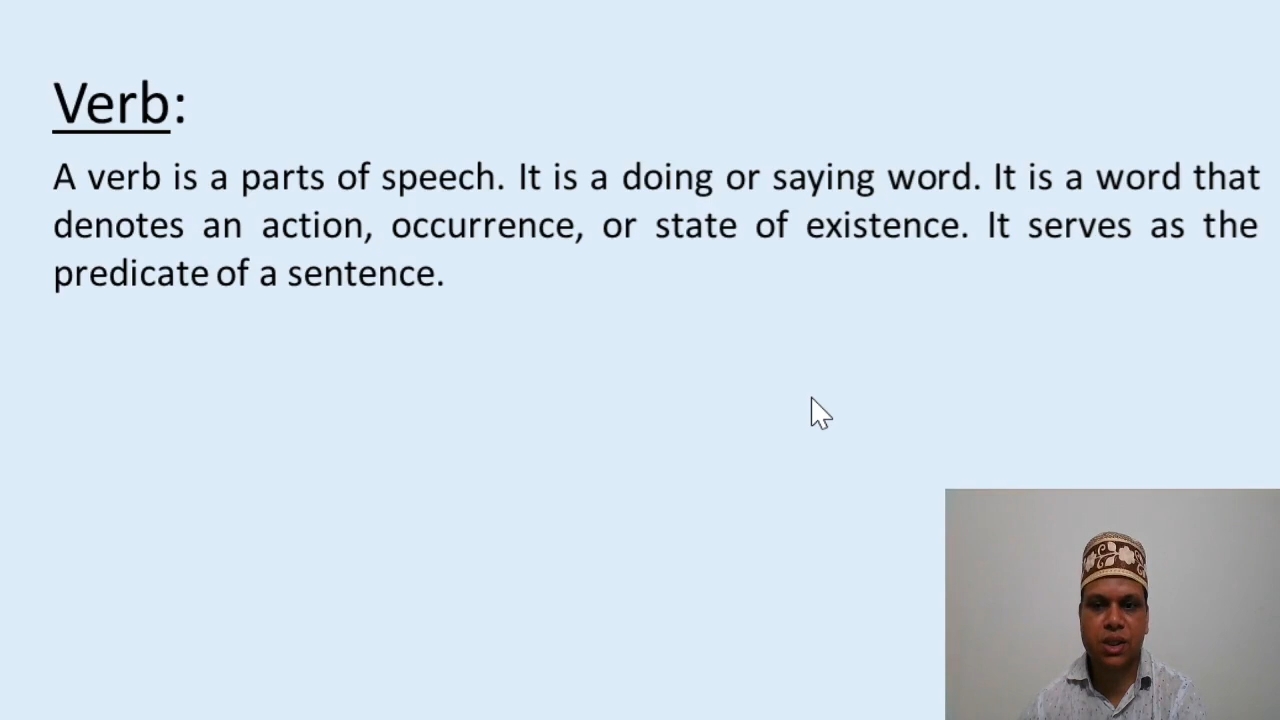 Verb:
A verb is a parts of speech. It is a doing or saying word. It is a word that
denotes an action, occurrence, or state of existence. It serves as the
predicate of a sentence.